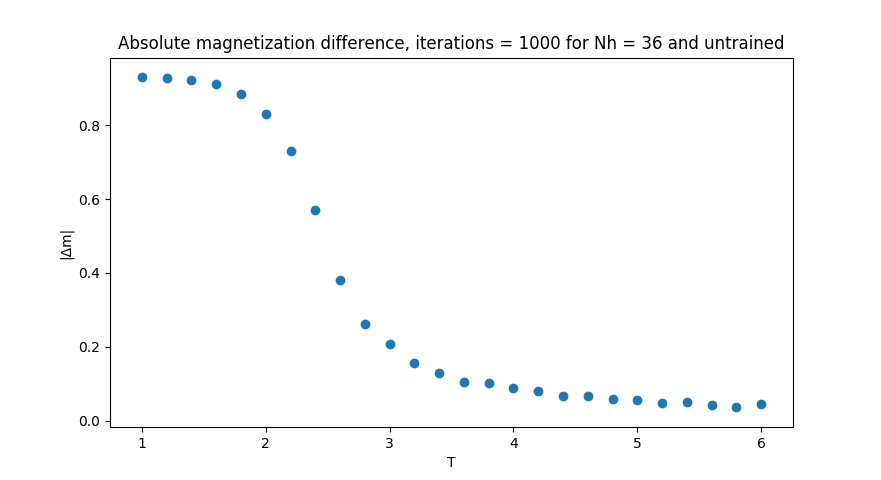 Absolute magnetization difference, iterations = 1000 for Nh = 36 and untrained
|Δm|
0.8
0.6
0.4
0.2
0.0
1 2 3 4 5 6
T